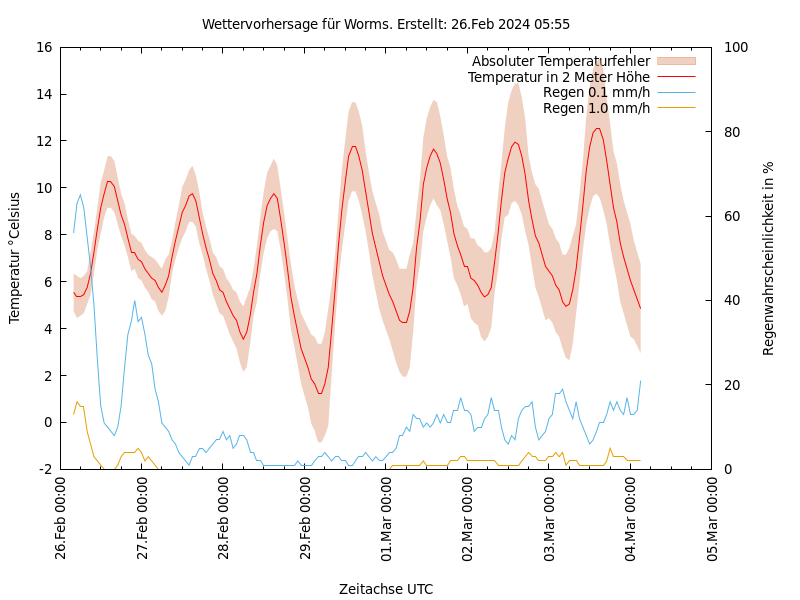 Wettervorhersage für Worms. Erstellt: 26.Feb 2024 05:55
Absoluter Temperaturfehler
Temperatur in 2 Meter Höhe
Regen 0.1 mm/h
Regen 1.0 mm/h
Temperatur °Celsius
16
14
12
10
8
6
4
2
0
-2
100
80
60
40
20
0
Regenwahrscheinlichkeit in %
26.Feb 00:00
27.Feb 00:00
28.Feb 00:00
29.Feb 00:00
01.Mar 00:00
02.Mar 00:00
03.Mar 00:00
04.Mar 00:00
05.Mar 00:00
Zeitachse UTC